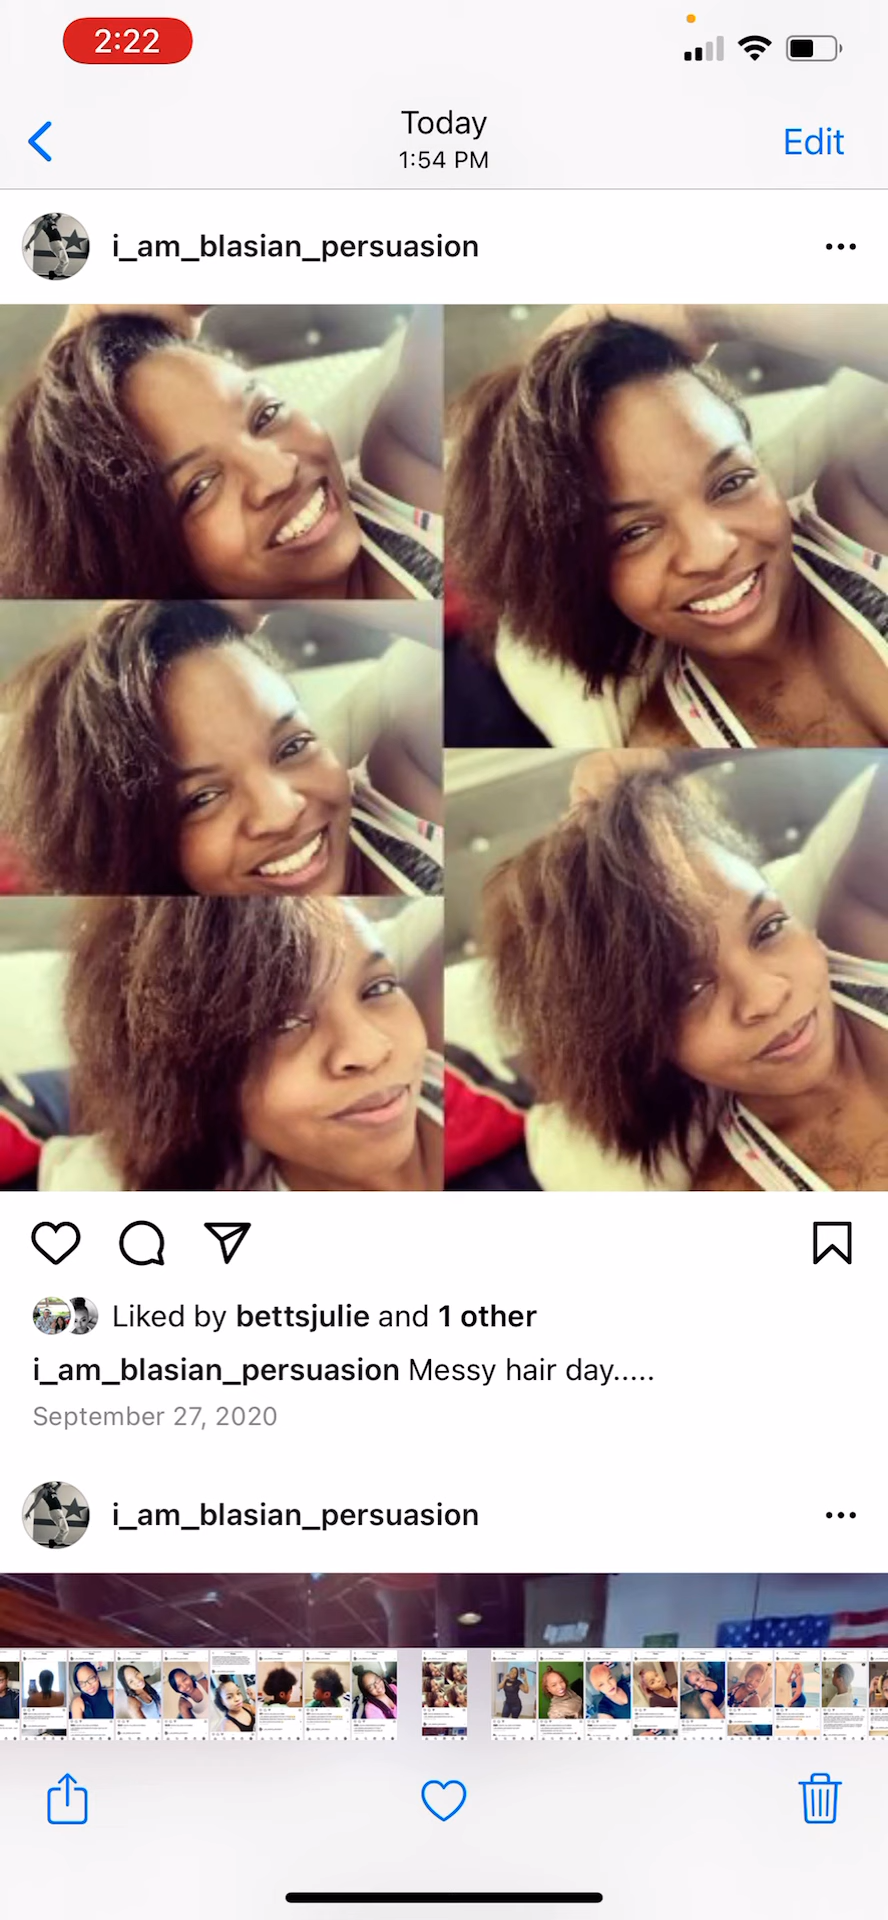 2:22
Today
1:54 PM
Edit
i_am_blasian_persuasion
Liked by bettsjulie and 1 other
i_am_blasian_persuasion Messy hair day.....
September 27, 2020
i_am_blasian_persuasion